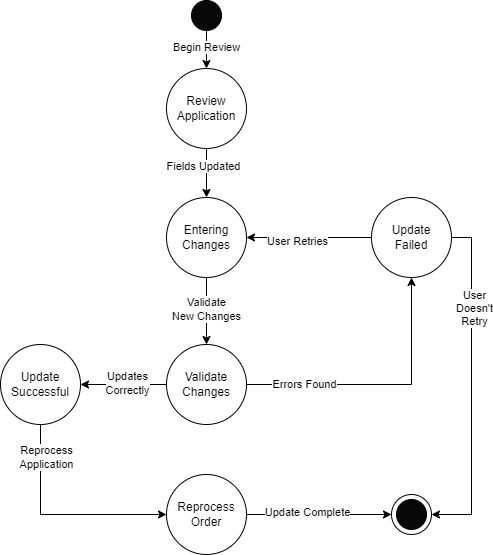 Begin Review
Review
Application
Fields Updated
Entering
Changes
User Retries
Update
Failed
Validate
New Changes
User
Doesn't
Retry
Update
Successful
Updates
Correctly
Validate
Changes
Errors Found
Reprocess
Application
Reprocess
Order
Update Complete